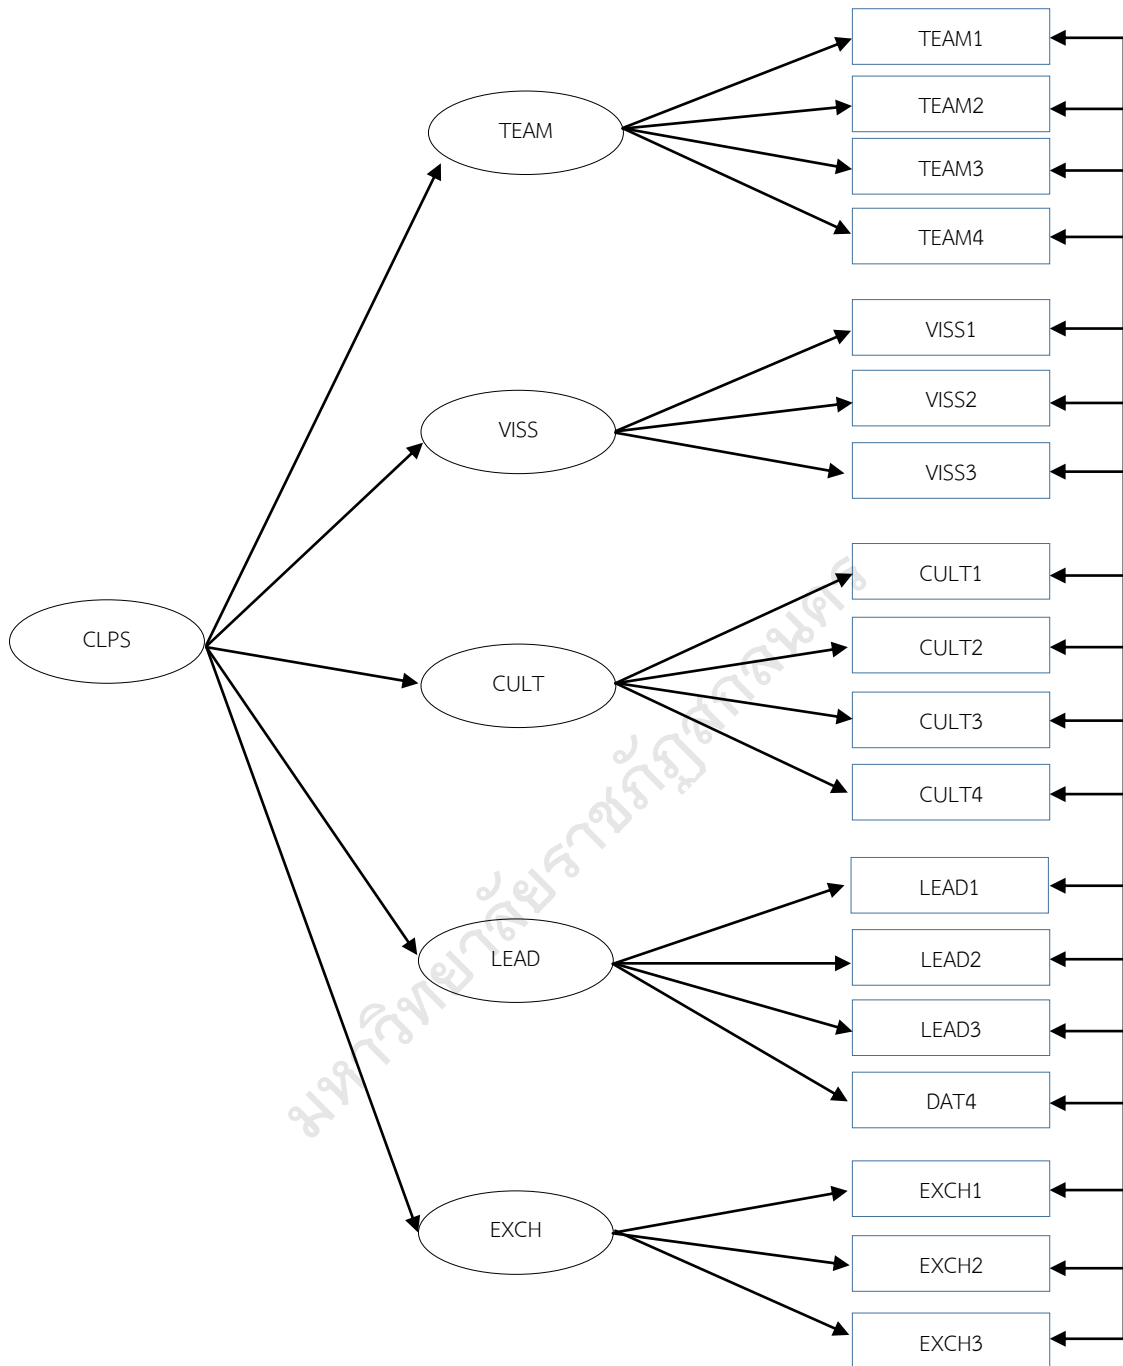 TEAM1
TEAM2
TEAM
TEAM3
TEAM4
VISS1
VISS2
VISS
VISS3
CULT1
CULT2
CLPS
CULT
CULT3
CULT4
LEAD1
LEAD2
LEAD
LEAD3
DAT4
EXCH1
EXCH
EXCH2
EXCH3
มหาวิทยาลัยราชภัฏสกลนคร